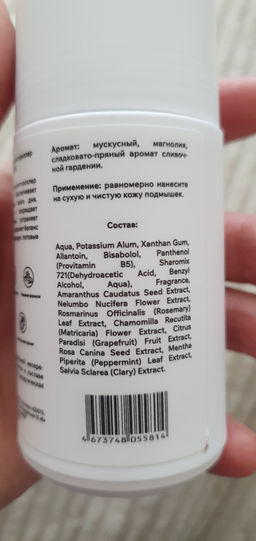 Аромат: мускусный, магнолия,
сладковато-пряный аромат сливоч-
ной гардении.
Применение: равномерно нанесите
на сухую и чистую кожу подмышек.
Состав:
Aqua, Potassium Alum, Xanthan Gum,
Allantoin, Bisabolol, Panthenol
(Provitamin B5), Sharomix
721(Dehydroacetic Acid, Benzyl
Alcohol, Aqua), Fragrance,
Amaranthus Caudatus Seed Extract,
Nelumbo Nucifera Flower Extract,
Rosmarinus Officinalis (Rosemary)
Leaf Extract, Chamomilla Recutita
(Matricaria) Flower Extract, Citrus
Paradisi (Grapefruit) Fruit Extract,
Rosa Canina Seed Extract, Mentha
Piperita (Peppermint) Leaf Extract,
Salvia Sclarea (Clary) Extract.
4 673748 055814